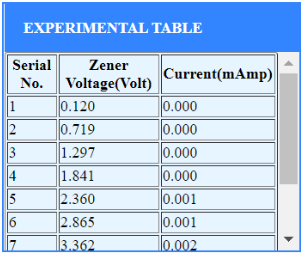 EXPERIMENTAL TABLE
Serial No. Zener Voltage(Volt) Current(mAmp)
1 0.120 0.000
2 0.719 0.000
3 1.297 0.000
4 1.841 0.000
5 2.360 0.001
6 2.865 0.001
7 3.362 0.002